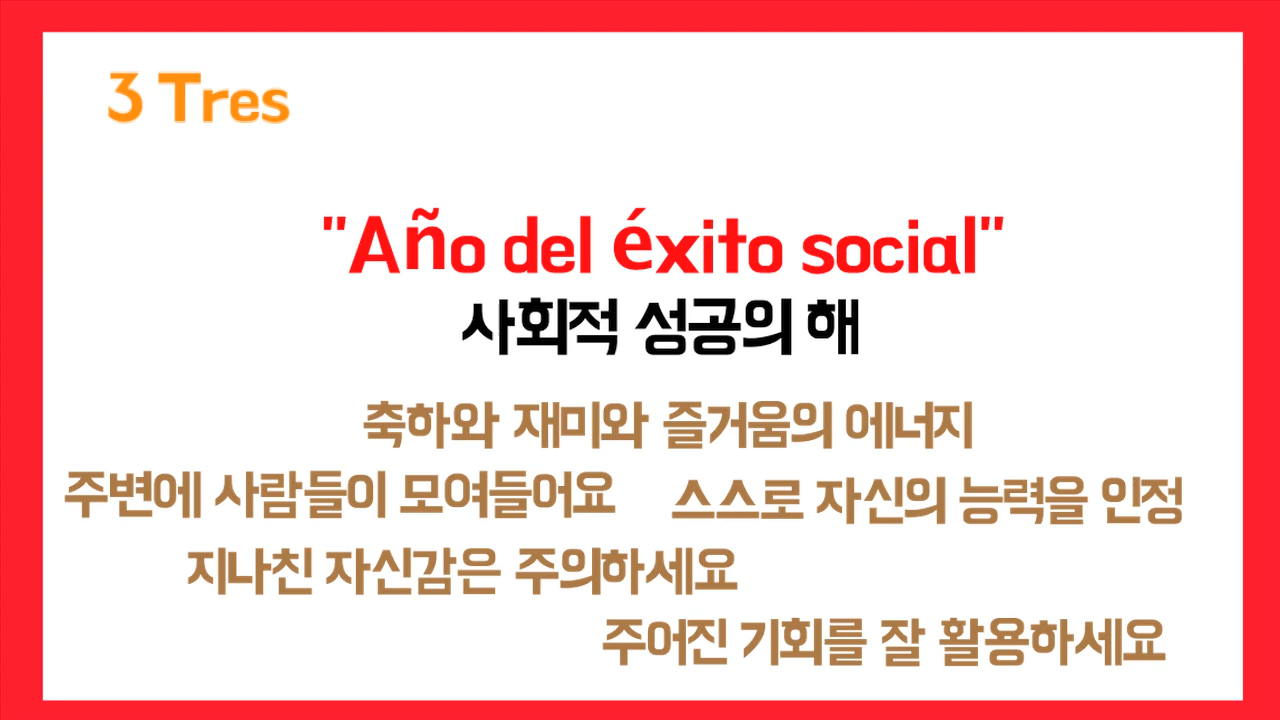 3 Tres
"Año del éxito social"
사회적 성공의 해
축하와 재미와 즐거움의 에너지
주변에 사람들이 모여들어요
스스로 자신의 능력을 인정
지나친 자신감은 주의하세요
주어진 기회를 잘 활용하세요